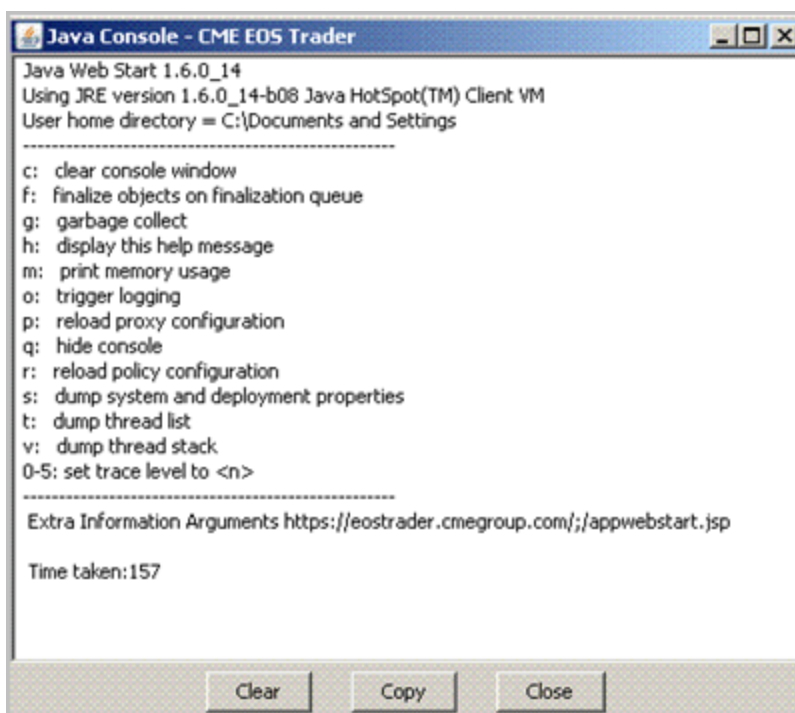 Java Console - CME EOS Trader
Java Web Start 1.6.0_14
Using JRE version 1.6.0_14-b08 Java HotSpot(TM) Client VM
User home directory = C:\Documents and Settings
----------------------------------------------------
c: clear console window
f: finalize objects on finalization queue
g: garbage collect
h: display this help message
m: print memory usage
o: trigger logging
p: reload proxy configuration
q: hide console
r: reload policy configuration
s: dump system and deployment properties
t: dump thread list
v: dump thread stack
0-5: set trace level to <n>
----------------------------------------------------
Extra Information Arguments https://eostrader.cmegroup.com/;/appwebstart.jsp
Time taken:157
Clear Copy Close